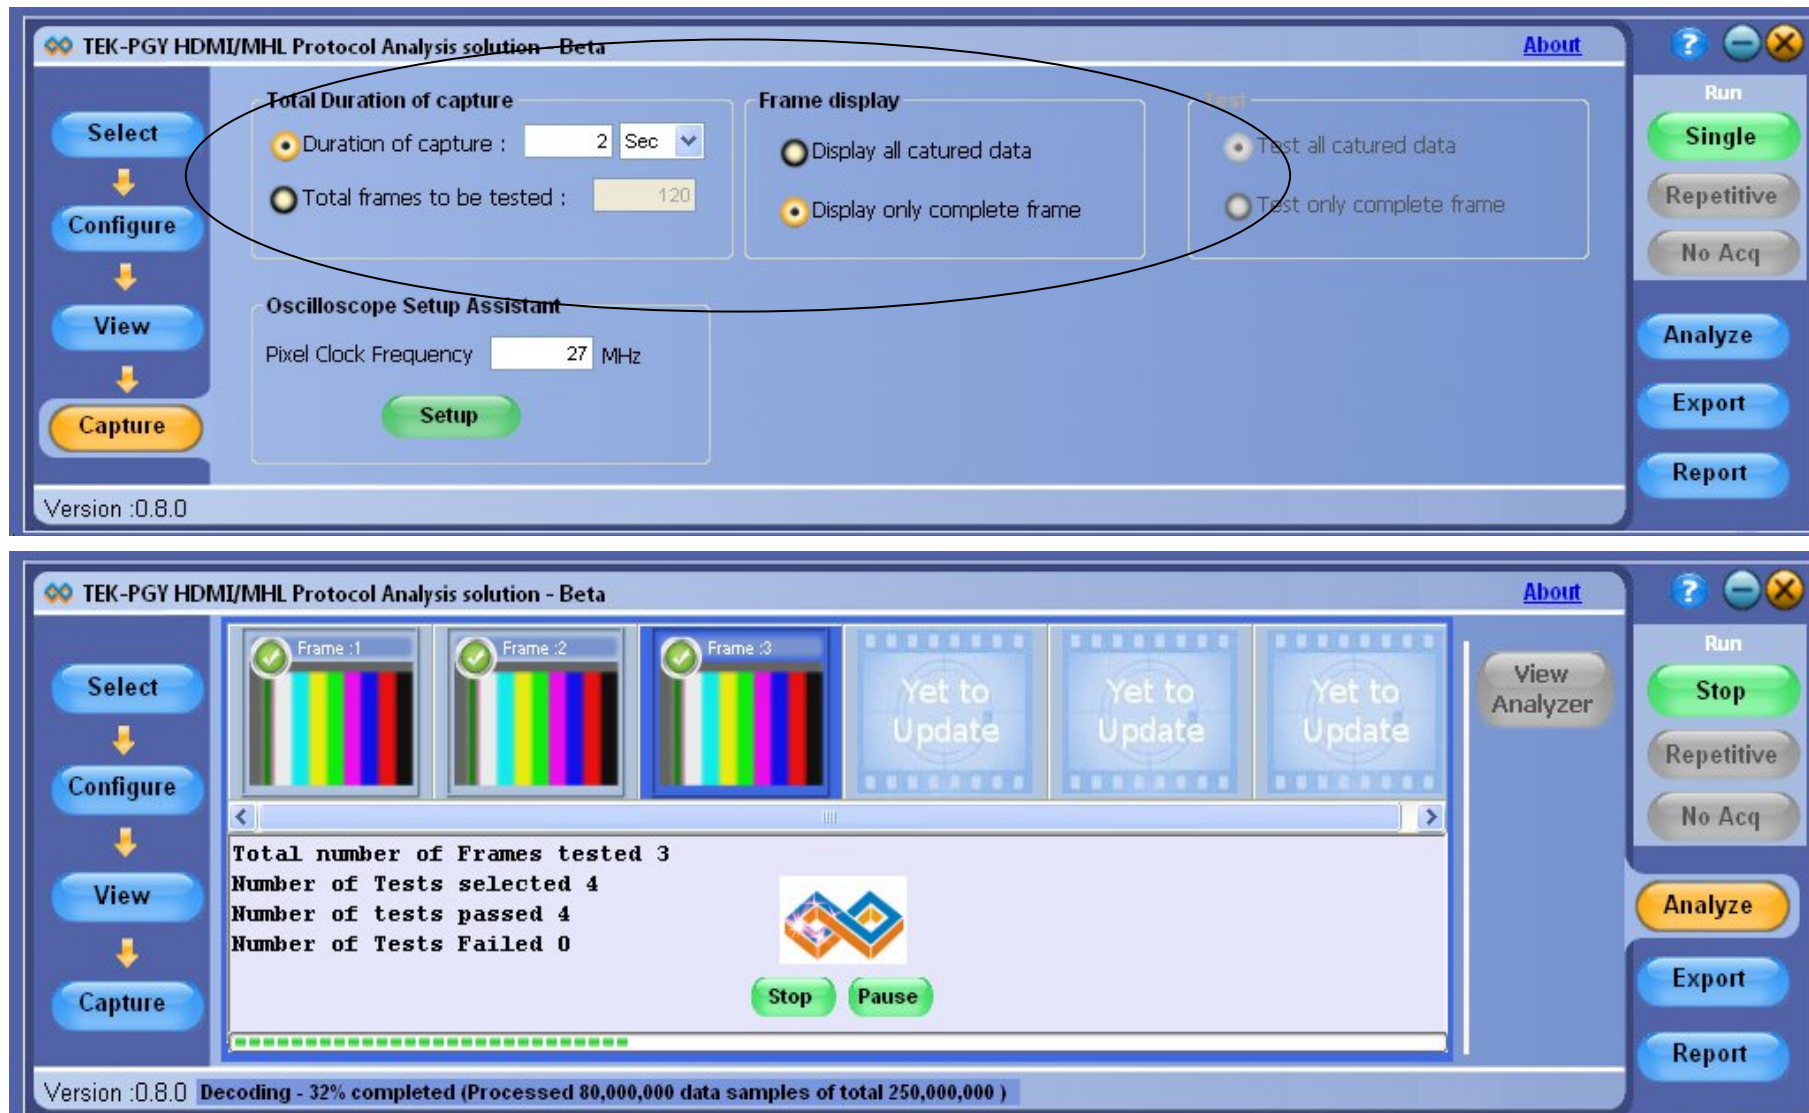 TEK-PGY HDMI/MHL Protocol Analysis solution - Beta About
Run
Select
Configure
View
Capture
Total Duration of capture
Duration of capture : 2 Sec
Total frames to be tested : 120
Frame display
Display all catured data
Display only complete frame
Test
Test all catured data
Test only complete frame
Oscilloscope Setup Assistant
Pixel Clock Frequency 27 MHz
Setup
Single
Repetitive
No Acq
Analyze
Export
Report
Version :0.8.0
TEK-PGY HDMI/MHL Protocol Analysis solution - Beta About
Run
Select
Configure
View
Capture
Frame :1
Frame :2
Frame :3
Yet to
Update
Yet to
Update
Yet to
Update
View
Analyzer
Total number of Frames tested 3
Number of Tests selected 4
Number of tests passed 4
Number of Tests Failed 0
Stop Pause
Stop
Repetitive
No Acq
Analyze
Export
Report
Version :0.8.0 Decoding - 32% completed (Processed 80,000,000 data samples of total 250,000,000 )